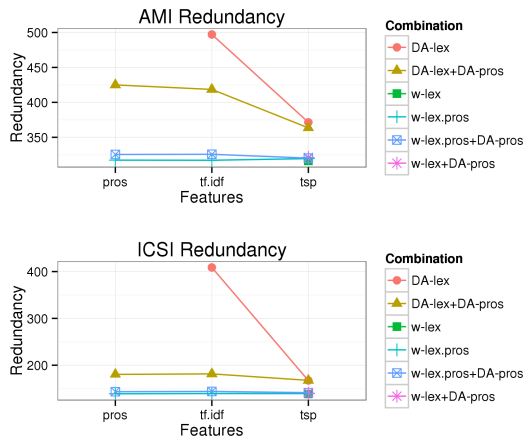 AMI Redundancy
500
450
400
350
Redundancy
pros tf.idf tsp
Features
Combination
DA-lex
DA-lex+DA-pros
w-lex
w-lex.pros
w-lex.pros+DA-pros
w-lex+DA-pros
ICSI Redundancy
400
300
200
Redundancy
pros tf.idf tsp
Features
Combination
DA-lex
DA-lex+DA-pros
w-lex
w-lex.pros
w-lex.pros+DA-pros
w-lex+DA-pros